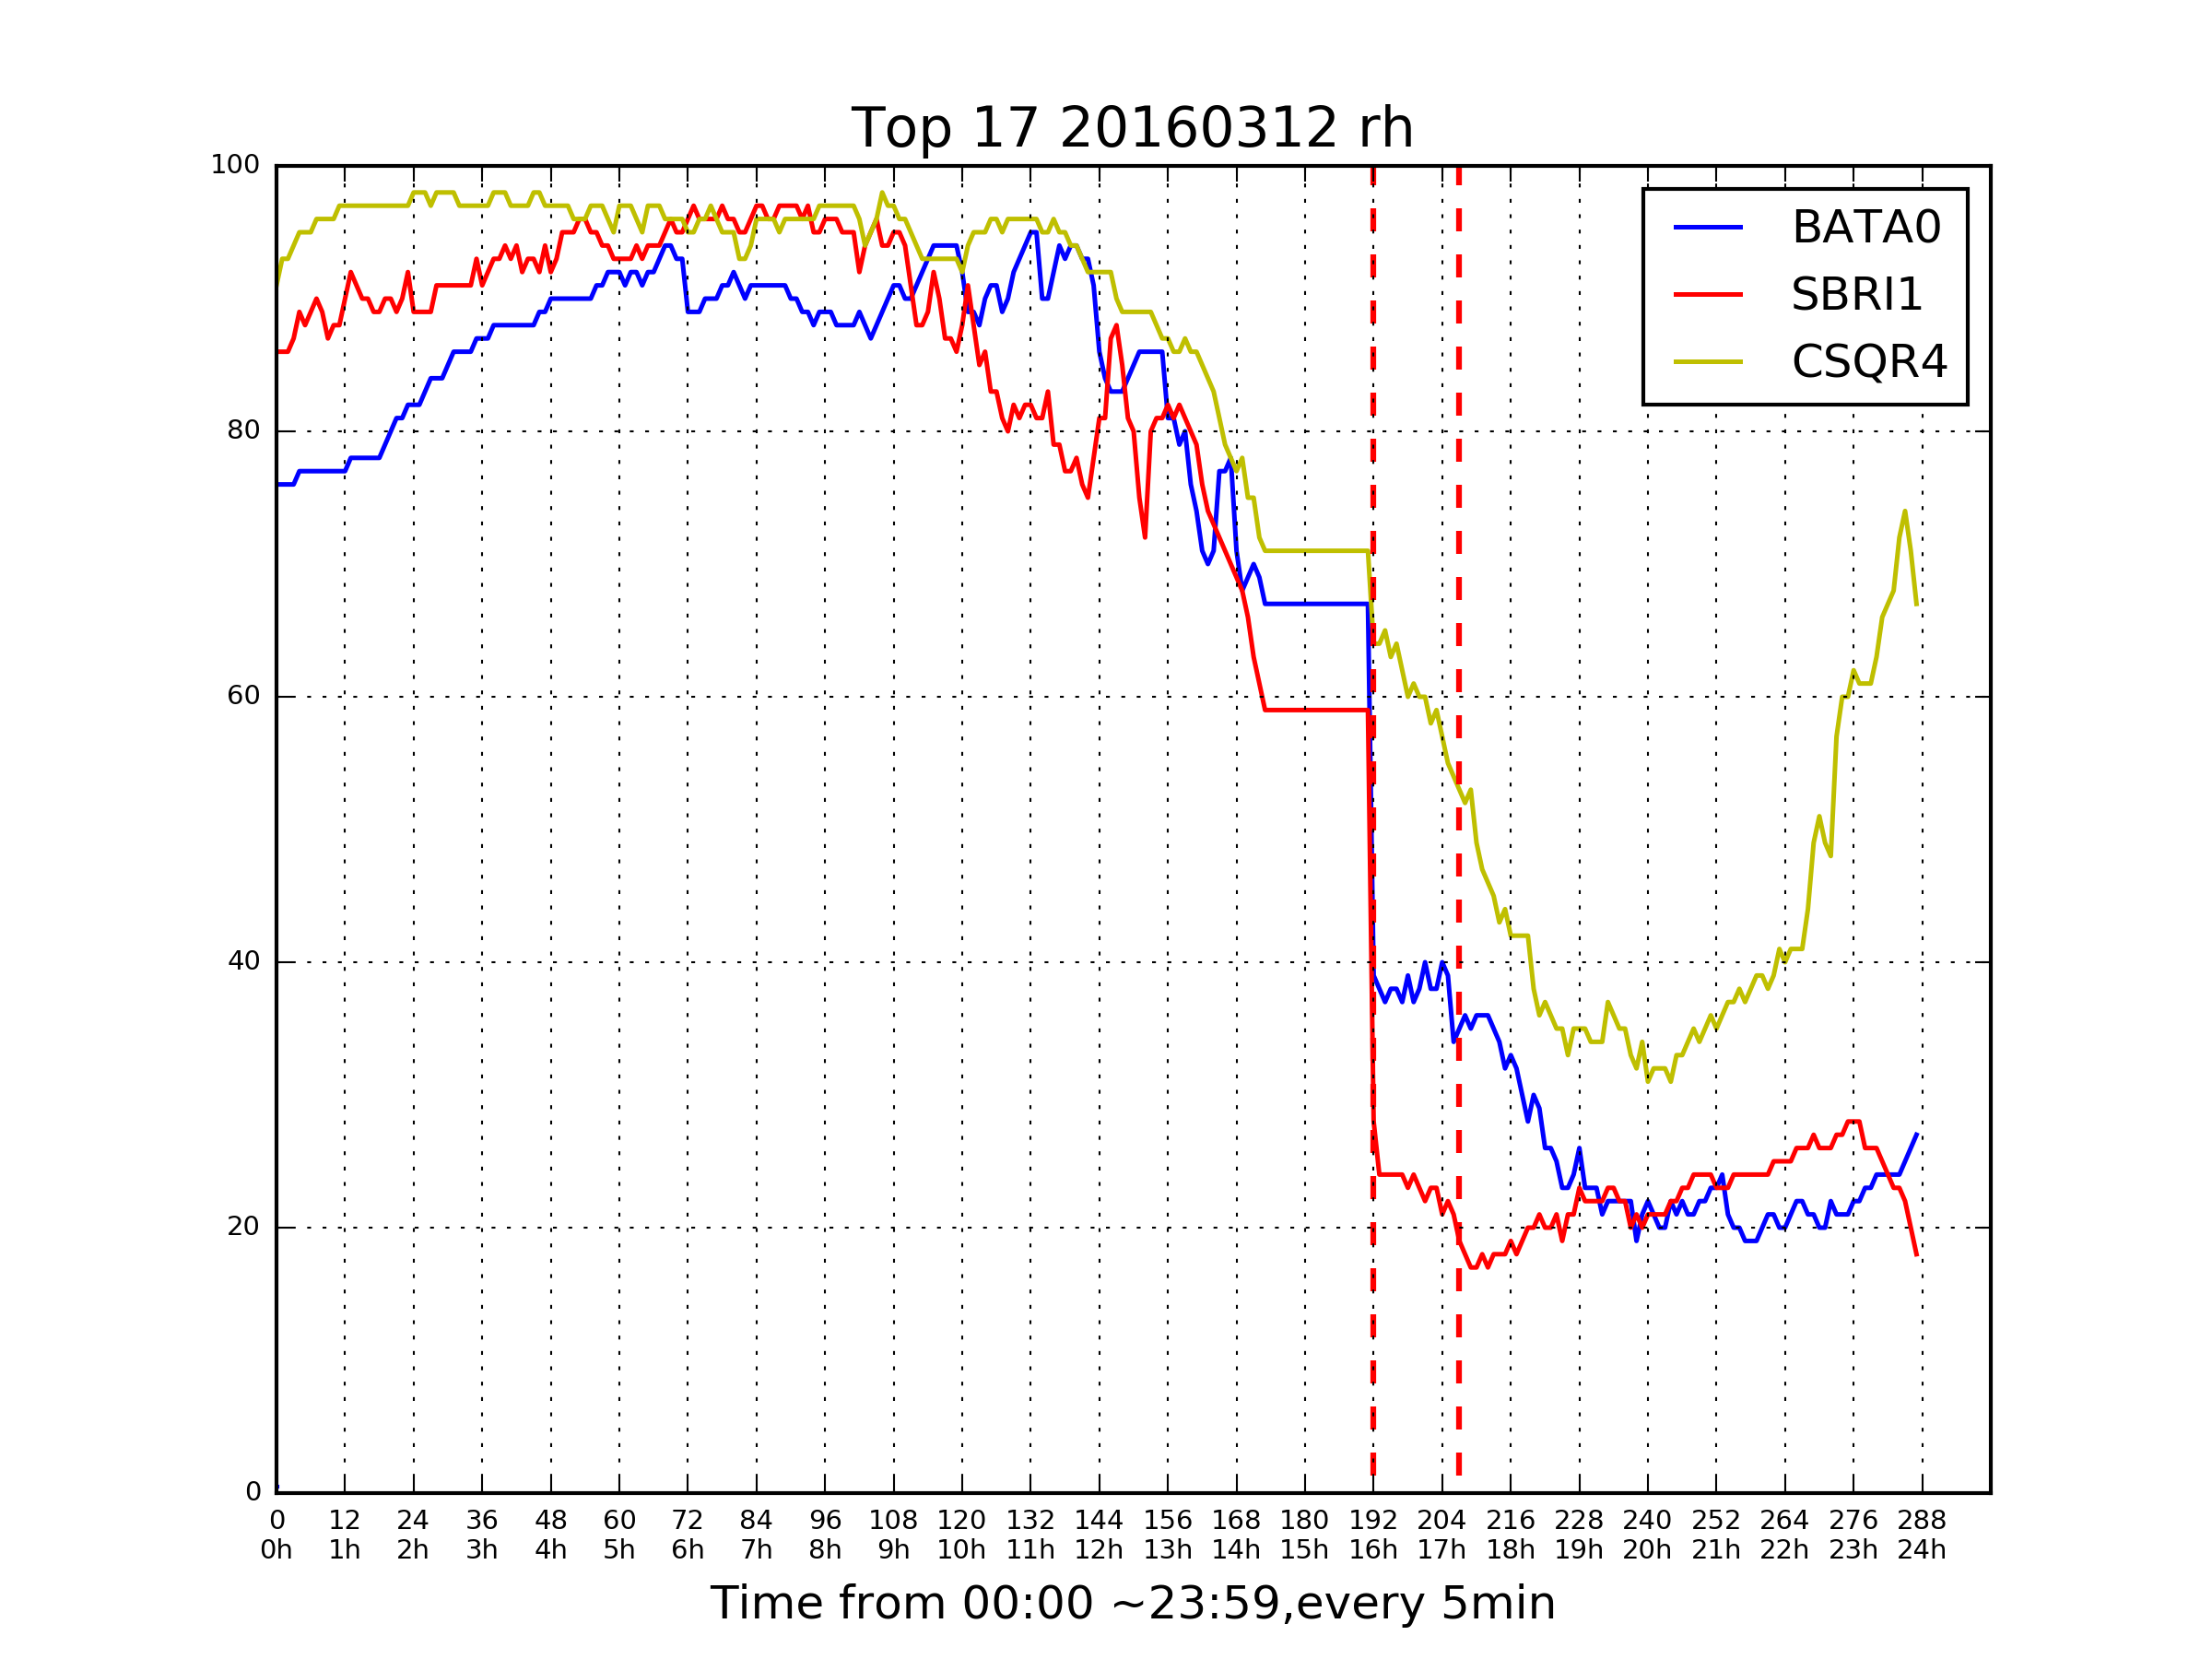 Top 17 20160312 rh
100
80
60
40
20
0
BATA0
SBRI1
CSQR4
0 12 24 36 48 60 72 84 96 108 120 132 144 156 168 180 192 204 216 228 240 252 264 276 288
0h 1h 2h 3h 4h 5h 6h 7h 8h 9h 10h 11h 12h 13h 14h 15h 16h 17h 18h 19h 20h 21h 22h 23h 24h
Time from 00:00 ~23:59,every 5min